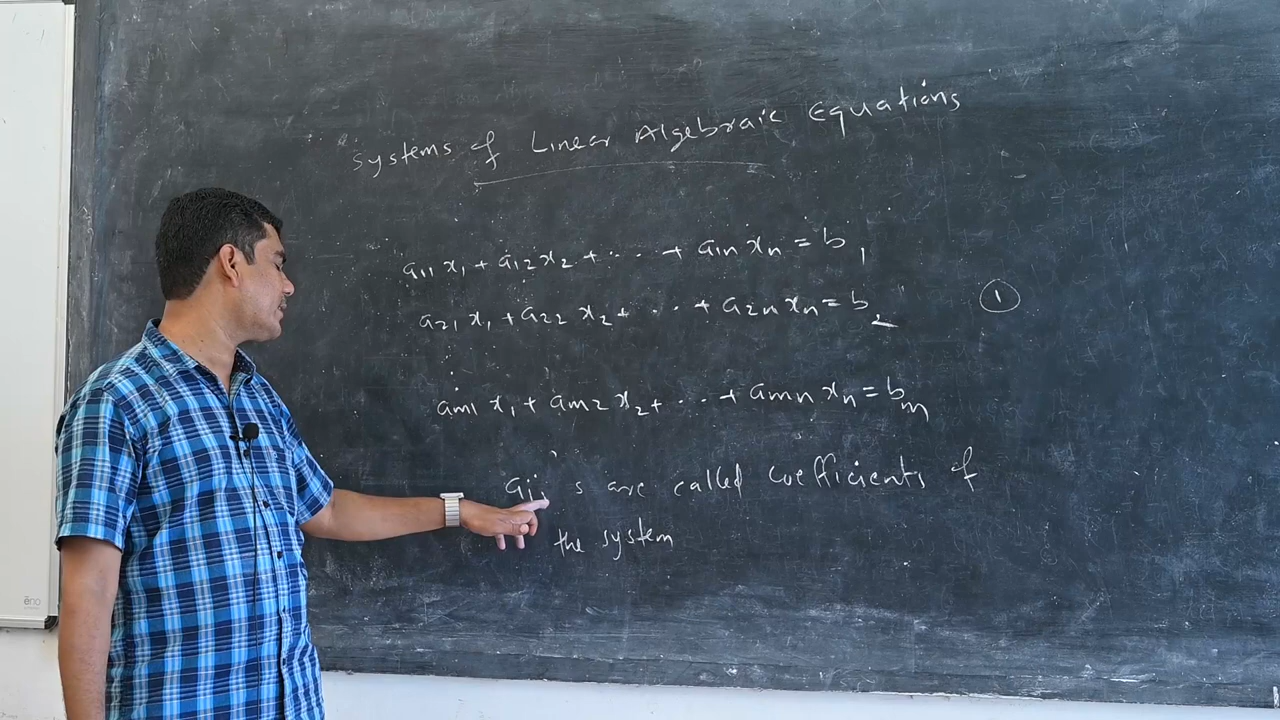 Systems of Linear Algebraic Equations
a11 x1 + a12 x2 + ... + a1n xn = b1
a21 x1 + a22 x2 + ... + a2n xn = b2
1
am1 x1 + am2 x2 + ... + amn xn = bm
aij's are called coefficients of
the system
ēno